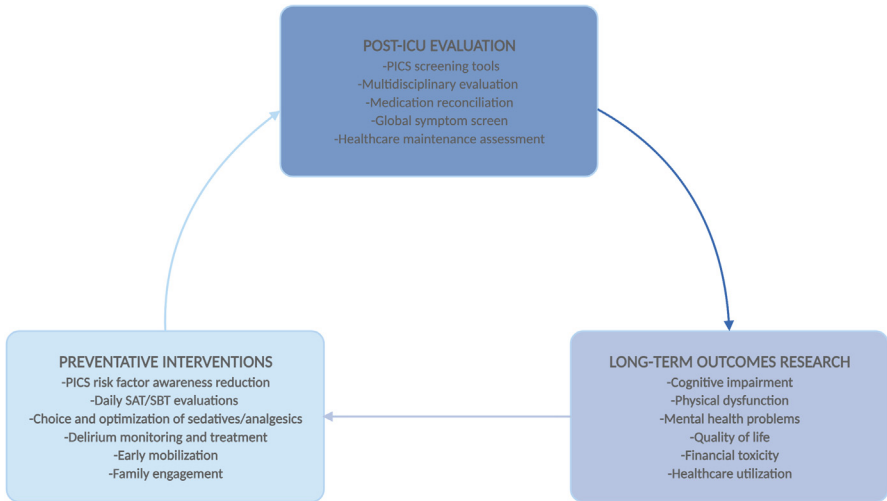 POST-ICU EVALUATION
-PICS screening tools
-Multidisciplinary evaluation
-Medication reconciliation
-Global symptom screen
-Healthcare maintenance assessment
PREVENTATIVE INTERVENTIONS
-PICS risk factor awareness reduction
-Daily SAT/SBT evaluations
-Choice and optimization of sedatives/analgesics
-Delirium monitoring and treatment
-Early mobilization
-Family engagement
LONG-TERM OUTCOMES RESEARCH
-Cognitive impairment
-Physical dysfunction
-Mental health problems
-Quality of life
-Financial toxicity
-Healthcare utilization